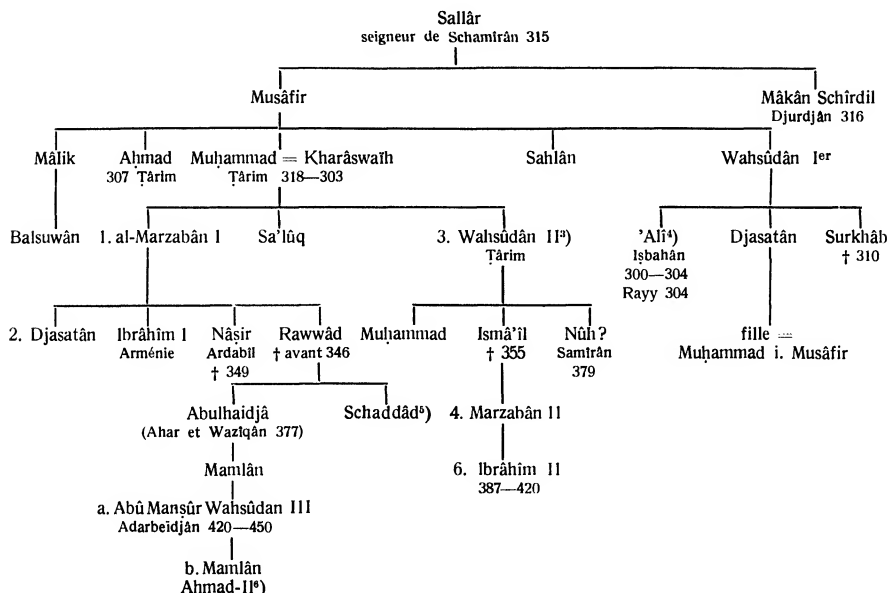 Sallâr
seigneur de Schamîrân 315
Musâfir
Mâkân Schîrdil
Djurdjân 316
Mâlik
Aḥmad
307 Ṭârim
Muḥammad = Kharâswaïh
Ṭârim 318—303
Sahlân
Wahsûdân Iᵉʳ
Balsuwân
1. al-Marzabân I
Sa'lûq
3. Wahsûdân II³)
Ṭârim
'Alî⁴)
Iṣbahân
300—304
Rayy 304
Djasatân
Surkhâb
† 310
2. Djasatân
Ibrâhîm I
Arménie
Nâṣir
Ardabîl
† 349
Rawwâd
† avant 346
Muḥammad
Ismâ'îl
† 355
Nûḥ?
Samîrân
379
fille =
Muḥammad i. Musâfir
Abulhaidjâ
(Ahar et Wazîqân 377)
Schaddâd⁵)
4. Marzabân II
Mamlân
6. Ibrâhîm II
387—420
a. Abû Manṣûr Wahsûdan III
Adarbeïdjân 420—450
b. Mamlân
Aḥmad-Il⁶)